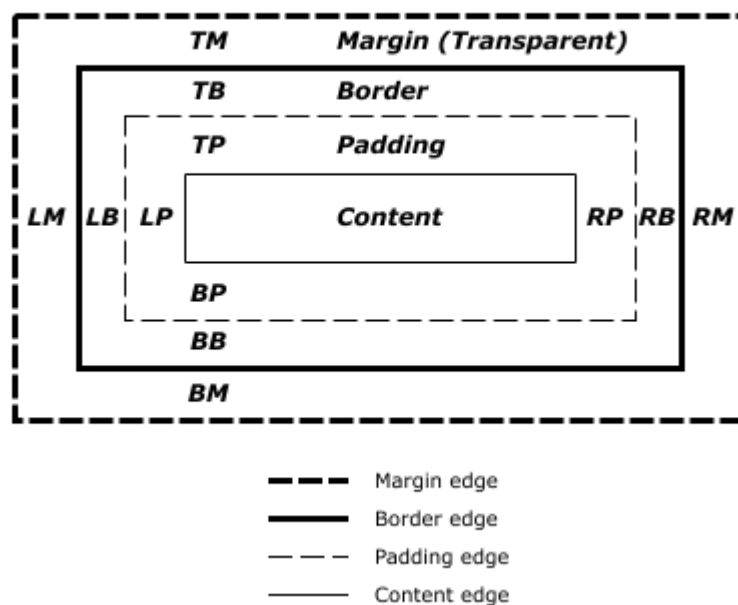 TM Margin (Transparent)
TB Border
TP Padding
LM LB LP Content RP RB RM
BP
BB
BM
Margin edge
Border edge
Padding edge
Content edge